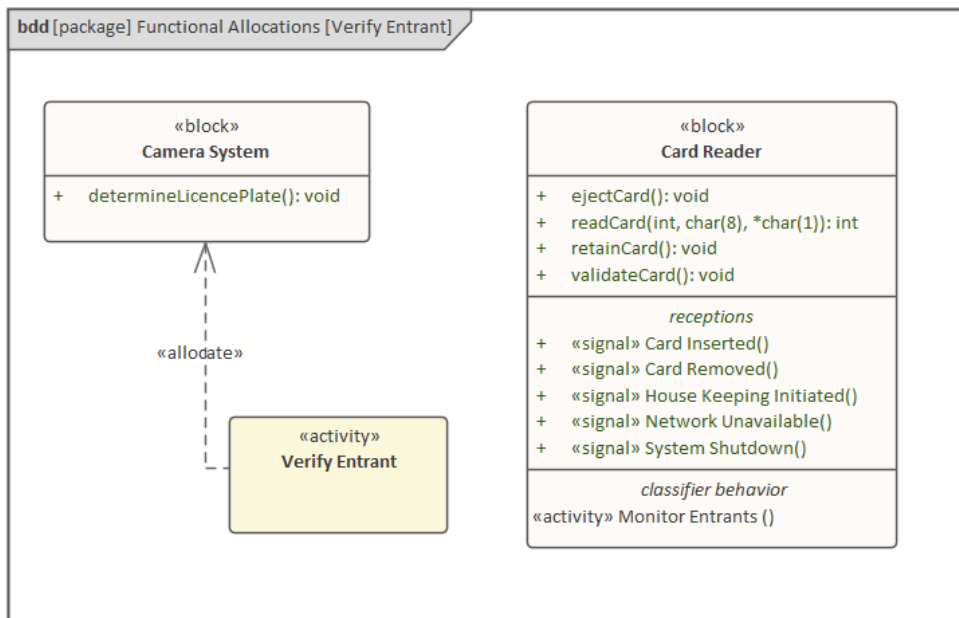 bdd [package] Functional Allocations [Verify Entrant]
«block»
Camera System
+ determineLicencePlate(): void
«allocate»
«activity»
Verify Entrant
«block»
Card Reader
+ ejectCard(): void
+ readCard(int, char(8), *char(1)): int
+ retainCard(): void
+ validateCard(): void
receptions
+ «signal» Card Inserted()
+ «signal» Card Removed()
+ «signal» House Keeping Initiated()
+ «signal» Network Unavailable()
+ «signal» System Shutdown()
classifier behavior
«activity» Monitor Entrants ()